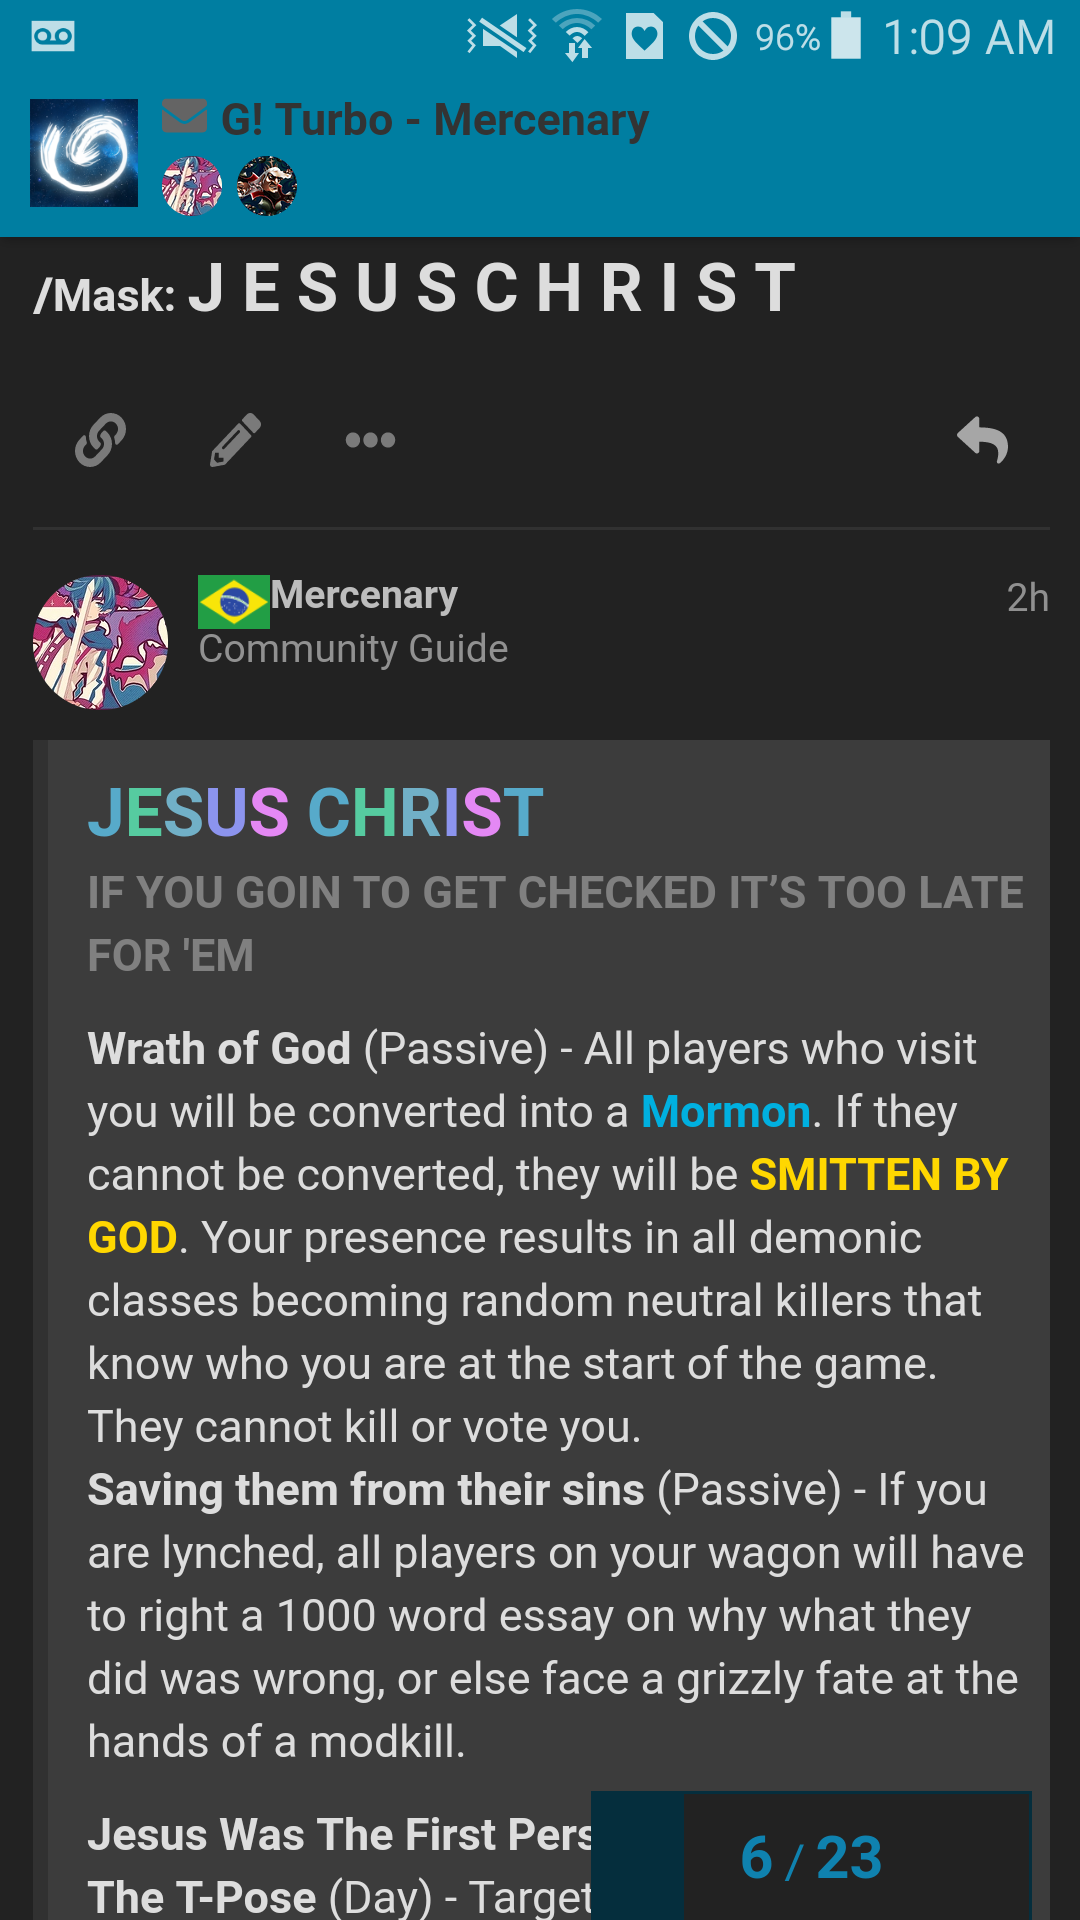 96% 1:09 AM
G! Turbo - Mercenary
/Mask: J E S U S C H R I S T
Mercenary 2h
Community Guide
JESUS CHRIST
IF YOU GOIN TO GET CHECKED IT’S TOO LATE
FOR 'EM
Wrath of God (Passive) - All players who visit
you will be converted into a Mormon. If they
cannot be converted, they will be SMITTEN BY
GOD. Your presence results in all demonic
classes becoming random neutral killers that
know who you are at the start of the game.
They cannot kill or vote you.
Saving them from their sins (Passive) - If you
are lynched, all players on your wagon will have
to right a 1000 word essay on why what they
did was wrong, or else face a grizzly fate at the
hands of a modkill.
Jesus Was The First Pers
The T-Pose (Day) - Target
6 / 23